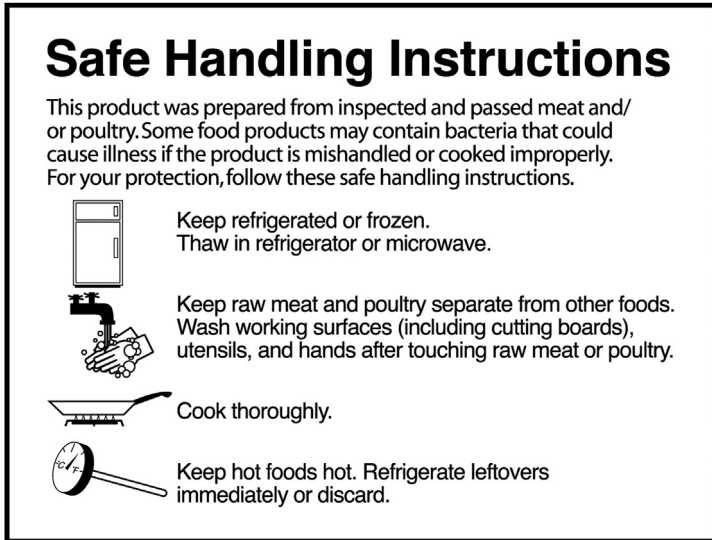 Safe Handling Instructions
This product was prepared from inspected and passed meat and/
or poultry. Some food products may contain bacteria that could
cause illness if the product is mishandled or cooked improperly.
For your protection, follow these safe handling instructions.
Keep refrigerated or frozen.
Thaw in refrigerator or microwave.
Keep raw meat and poultry separate from other foods.
Wash working surfaces (including cutting boards),
utensils, and hands after touching raw meat or poultry.
Cook thoroughly.
°C °F
Keep hot foods hot. Refrigerate leftovers
immediately or discard.